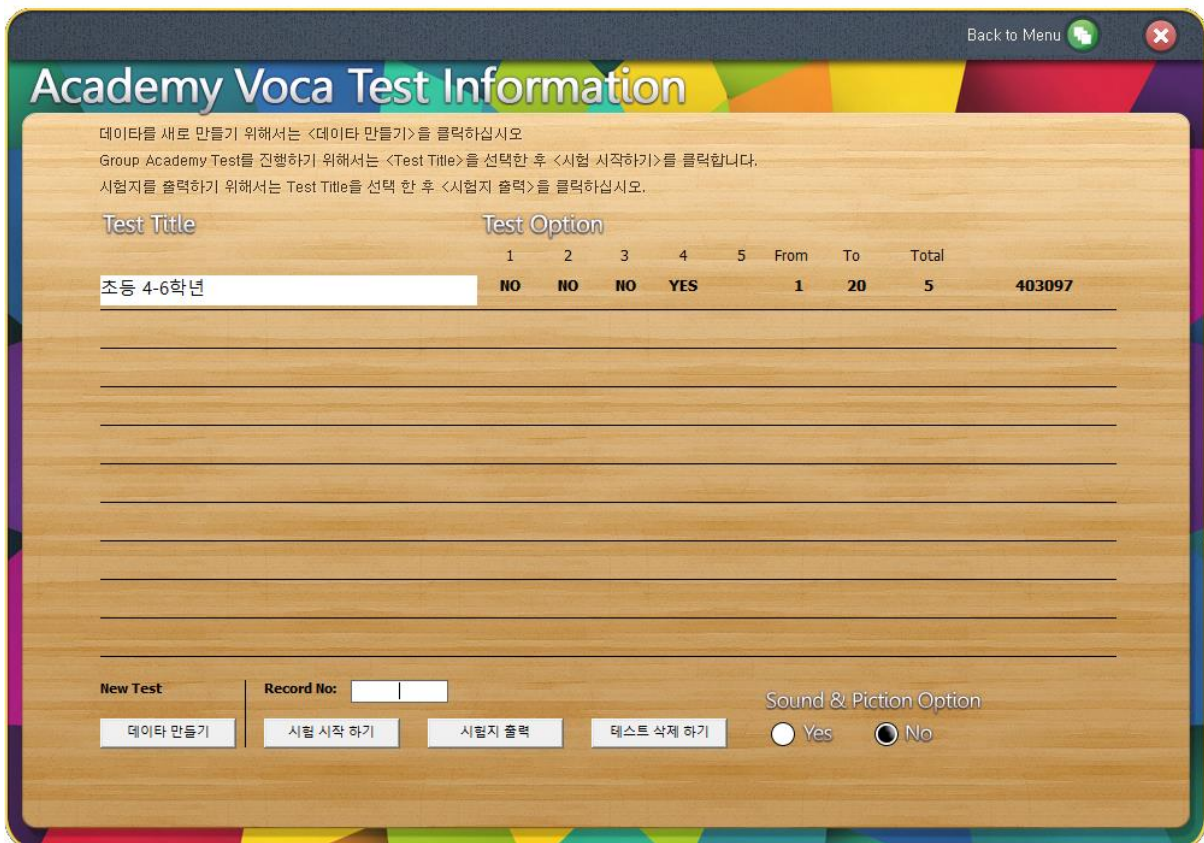 Back to Menu
Academy Voca Test Information
데이타를 새로 만들기 위해서는 <데이타 만들기>을 클릭하십시오
Group Academy Test를 진행하기 위해서는 <Test Title>을 선택한 후 <시험 시작하기>를 클릭합니다.
시험지를 출력하기 위해서는 Test Title을 선택 한 후 <시험지 출력>을 클릭하십시오.
Test Title Test Option
1 2 3 4 5 From To Total
초등 4-6학년 NO NO NO YES 1 20 5 403097
New Test Record No:
Sound & Piction Option
데이타 만들기 시험 시작 하기 시험지 출력 테스트 삭제 하기 Yes No